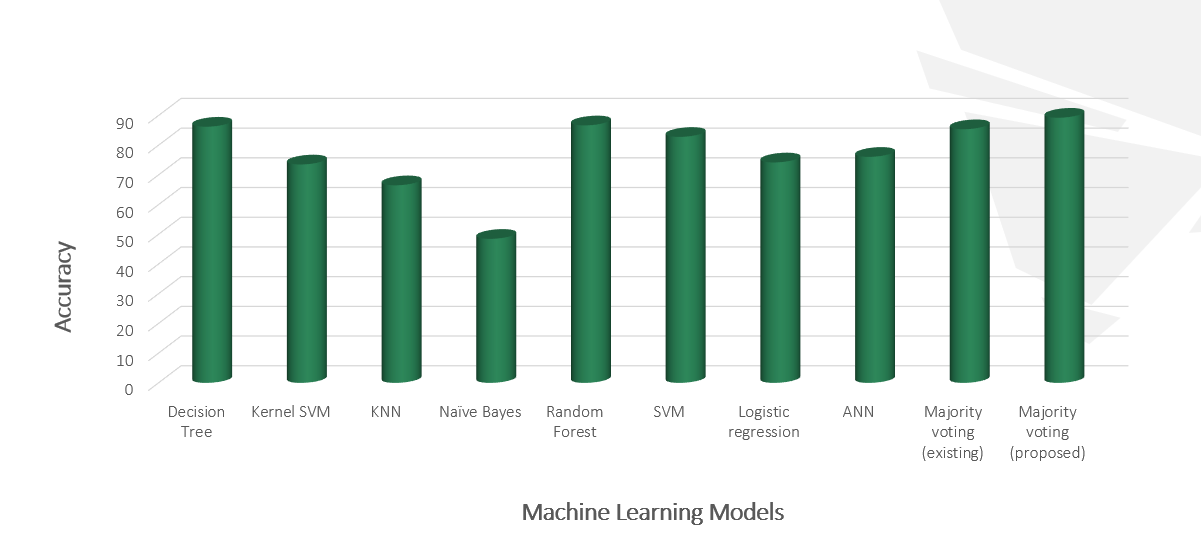 90
80
70
60
50
40
30
20
10
0
Accuracy
Decision Tree
Kernel SVM
KNN
Naïve Bayes
Random Forest
SVM
Logistic regression
ANN
Majority voting (existing)
Majority voting (proposed)
Machine Learning Models